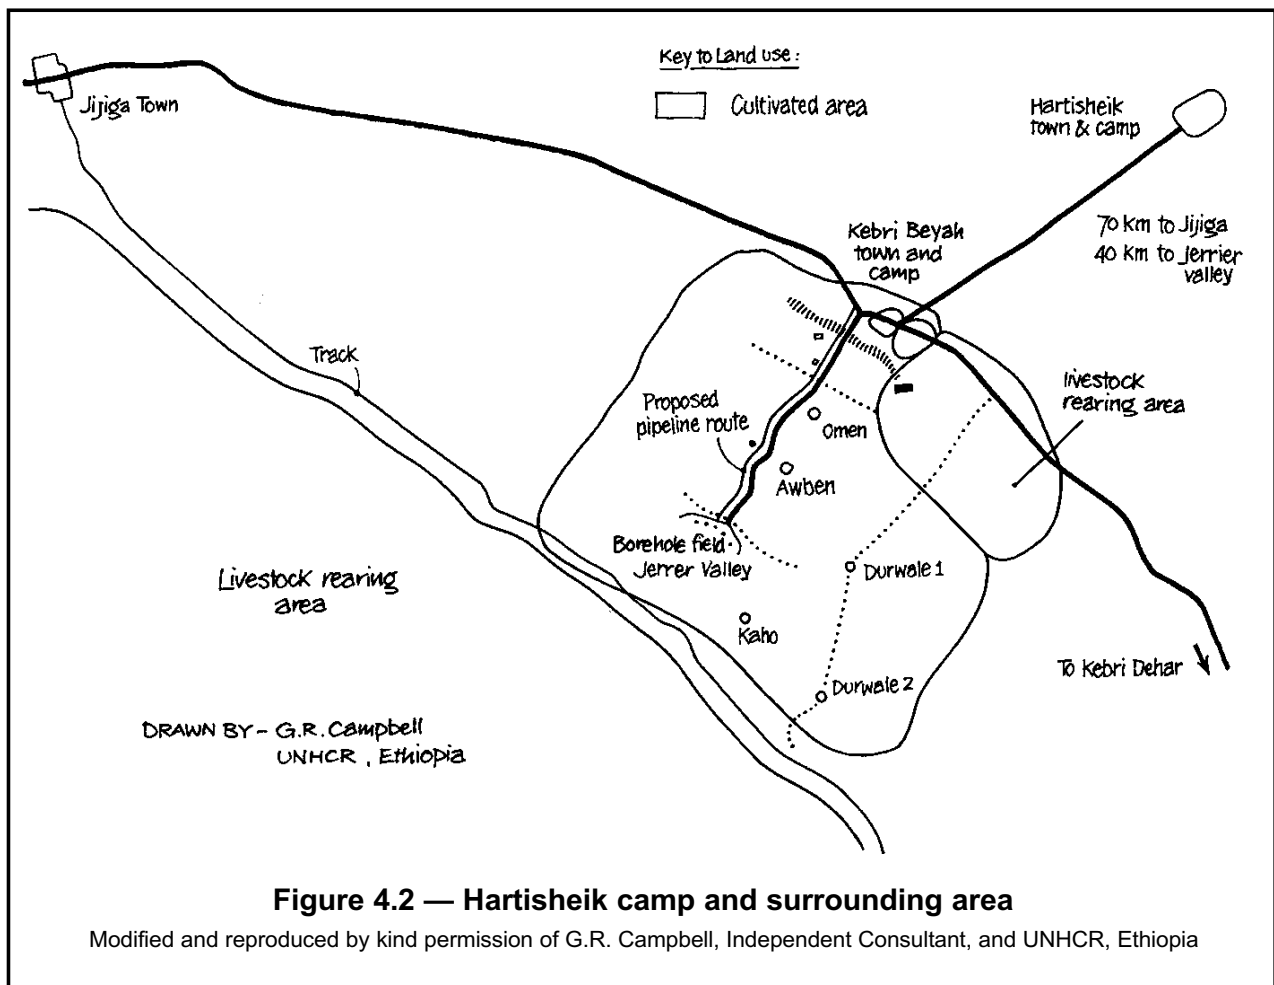 Key to Land use :
Cultivated area
Jijiga Town
Hartisheik
town & camp
70 km to Jijiga
40 km to Jerrier
valley
Kebri Beyah
town and
camp
Track
livestock
rearing area
Proposed
pipeline route
Omen
Awben
Borehole field
Jerrer Valley
Durwale 1
Livestock rearing
area
Kaho
Durwale 2
To Kebri Dehar
DRAWN BY - G.R. Campbell
UNHCR, Ethiopia
Figure 4.2 — Hartisheik camp and surrounding area
Modified and reproduced by kind permission of G.R. Campbell, Independent Consultant, and UNHCR, Ethiopia